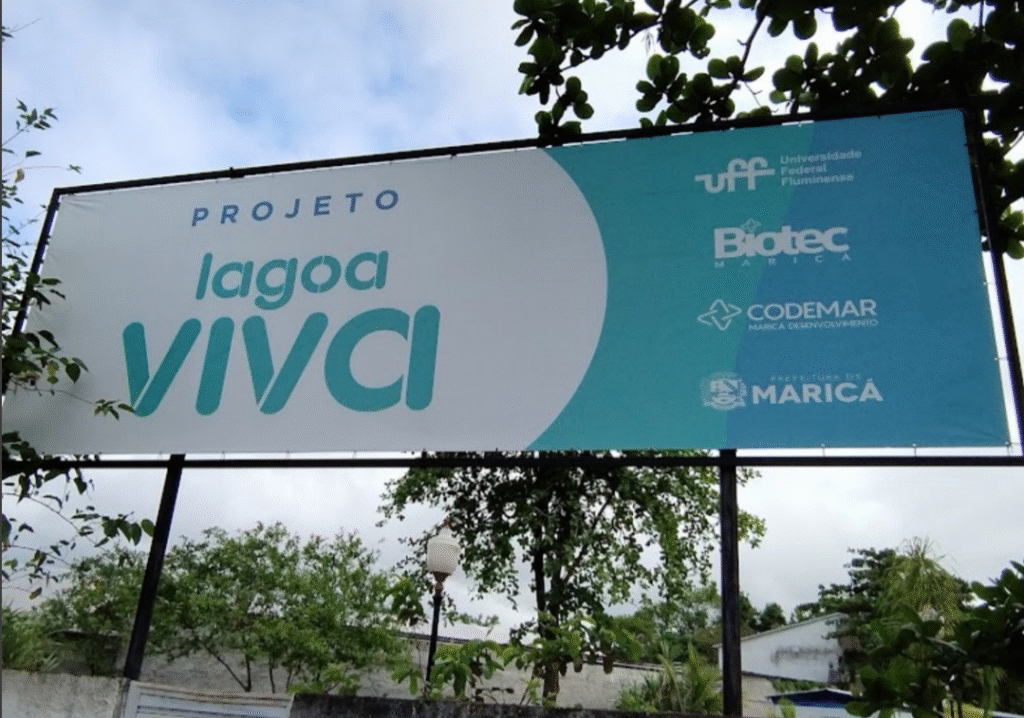 PROJETO
lagoa
VIVA
uff Universidade
Federal
Fluminense
Biotec
MARICÁ
CODEMAR
MARICÁ DESENVOLVIMENTO
PREFEITURA DE
MARICÁ